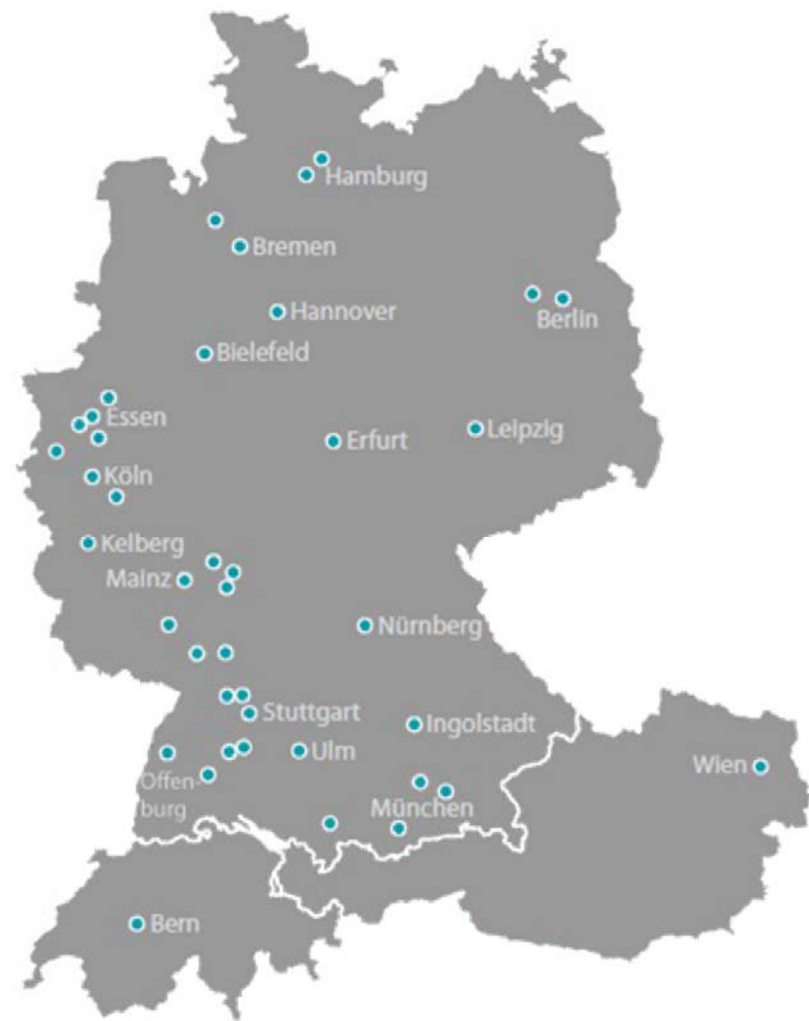 Hamburg
Bremen
Hannover
Berlin
Bielefeld
Essen
Leipzig
Erfurt
Köln
Kelberg
Mainz
Nürnberg
Stuttgart
Ingolstadt
Ulm
Wien
Offen-
burg
München
Bern